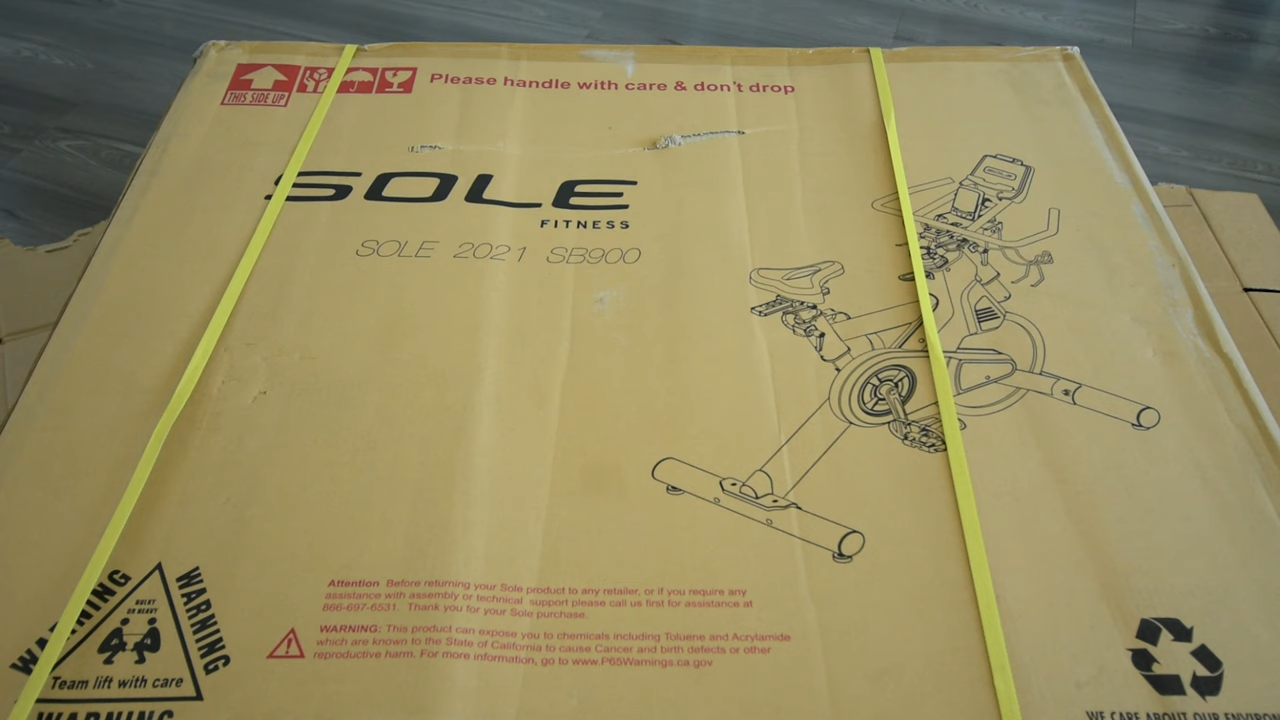 THIS SIDE UP
Please handle with care & don't drop
SOLE
FITNESS
SOLE 2021 SB900
Attention Before returning your Sole product to any retailer, or if you require any
assistance with assembly or technical support please call us first for assistance at
866-697-6531. Thank you for your Sole purchase.
WARNING: This product can expose you to chemicals including Toluene and Acrylamide
which are known to the State of California to cause Cancer and birth defects or other
reproductive harm. For more information, go to www.P65Warnings.ca.gov
WARNING
WARNING
BULKY
OR HEAVY
Team lift with care
WARNING
WE CARE ABOUT OUR